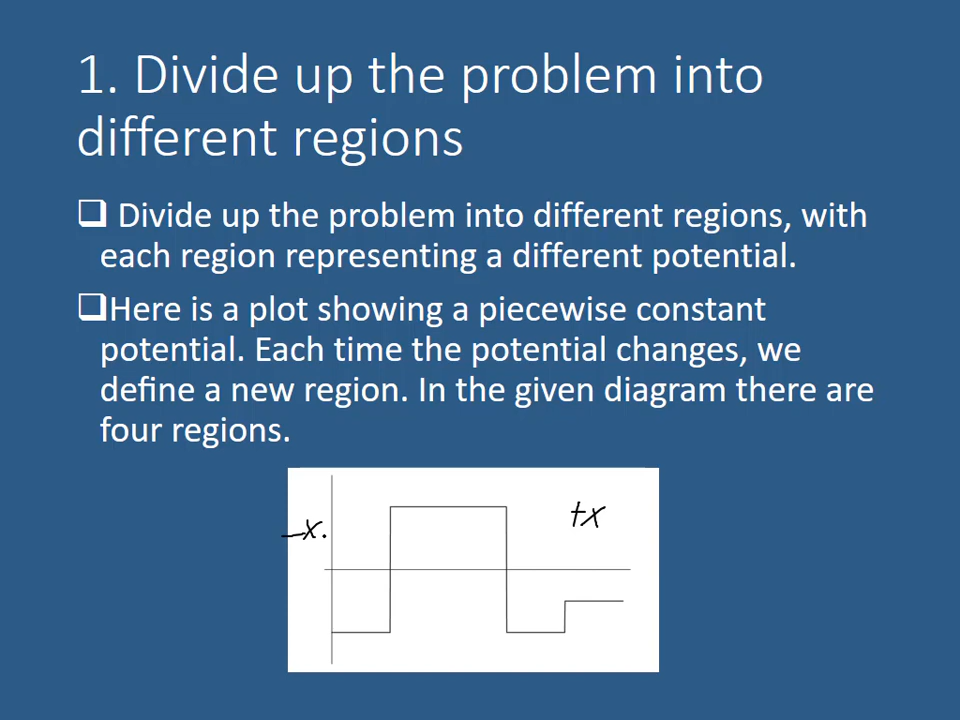 1. Divide up the problem into
different regions
Divide up the problem into different regions, with
each region representing a different potential.
Here is a plot showing a piecewise constant
potential. Each time the potential changes, we
define a new region. In the given diagram there are
four regions.
-x.
+x